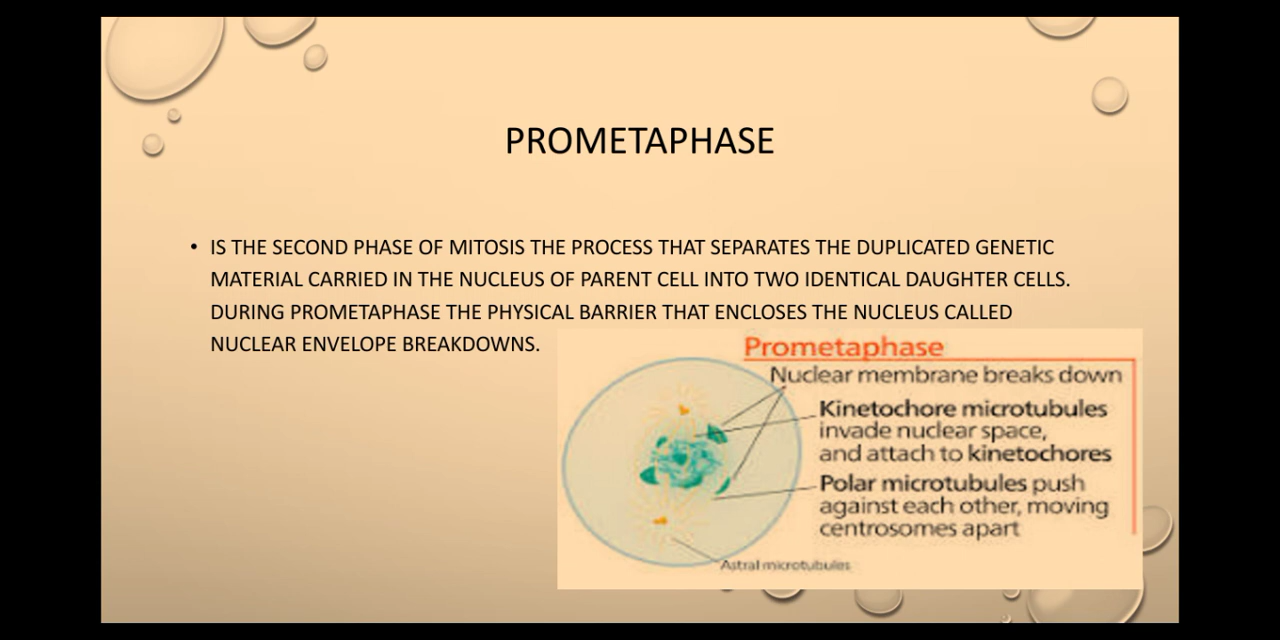 PROMETAPHASE
• IS THE SECOND PHASE OF MITOSIS THE PROCESS THAT SEPARATES THE DUPLICATED GENETIC
MATERIAL CARRIED IN THE NUCLEUS OF PARENT CELL INTO TWO IDENTICAL DAUGHTER CELLS.
DURING PROMETAPHASE THE PHYSICAL BARRIER THAT ENCLOSES THE NUCLEUS CALLED
NUCLEAR ENVELOPE BREAKDOWNS.
Prometaphase
Nuclear membrane breaks down
Kinetochore microtubules
invade nuclear space,
and attach to kinetochores
Polar microtubules push
against each other, moving
centrosomes apart
Astral microtubules